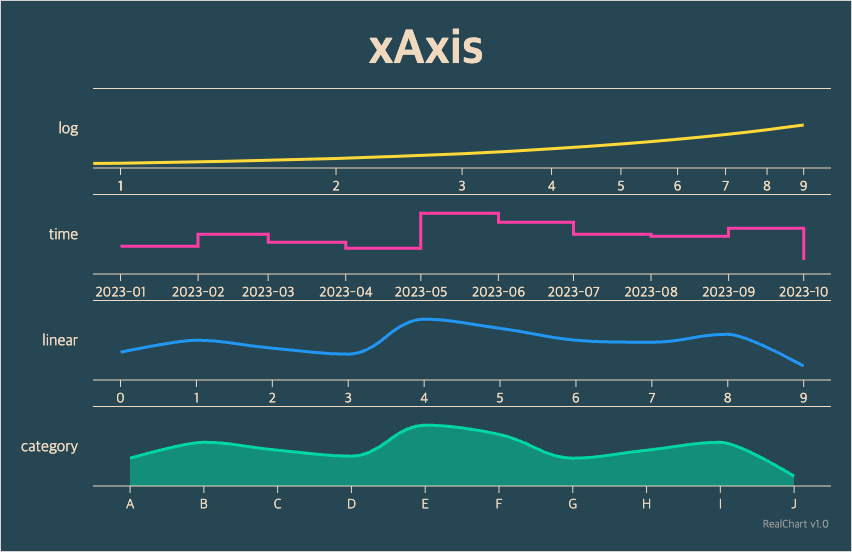 xAxis
log
1 2 3 4 5 6 7 8 9
time
2023-01 2023-02 2023-03 2023-04 2023-05 2023-06 2023-07 2023-08 2023-09 2023-10
linear
0 1 2 3 4 5 6 7 8 9
category
A B C D E F G H I J
RealChart v1.0